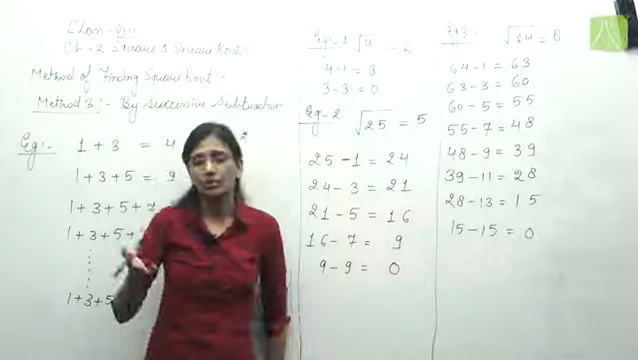 Class - VIII
Ch - 2 Squares & Square Roots
Method of Finding Square Root :-
Method 3 :- By Successive Subtraction
Eg:-
1 + 3 = 4
2
1 + 3 + 5 = 9
1 + 3 + 5 + 7
1 + 3 + 5 +
1 + 3 + 5
Eg:-1 √4 = 2
4 - 1 = 3
3 - 3 = 0
Eg - 2 √25 = 5
25 - 1 = 24
24 - 3 = 21
21 - 5 = 16
16 - 7 = 9
9 - 9 = 0
Eg 3: √64 = 8
64 - 1 = 63
63 - 3 = 60
60 - 5 = 55
55 - 7 = 48
48 - 9 = 39
39 - 11 = 28
28 - 13 = 15
15 - 15 = 0